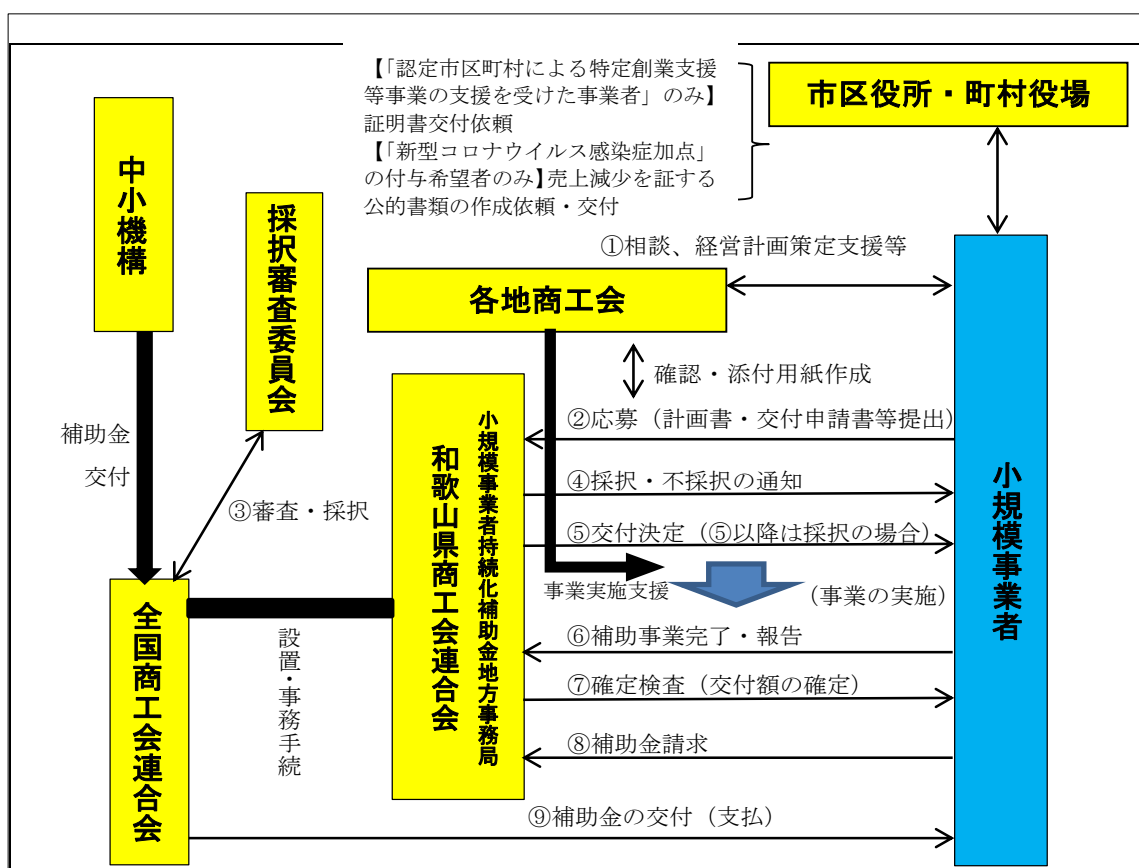 【「認定市区町村による特定創業支援
等事業の支援を受けた事業者」のみ】
証明書交付依頼
【「新型コロナウイルス感染症加点」
の付与希望者のみ】売上減少を証する
公的書類の作成依頼・交付
市区役所・町村役場
中小機構
採択審査委員会
①相談、経営計画策定支援等
各地商工会
確認・添付用紙作成
補助金
交付
③審査・採択
小規模事業者持続化補助金地方事務局
和歌山県商工会連合会
②応募（計画書・交付申請書等提出）
④採択・不採択の通知
⑤交付決定（⑤以降は採択の場合）
事業実施支援
（事業の実施）
小規模事業者
全国商工会連合会
設置・事務手続
⑥補助事業完了・報告
⑦確定検査（交付額の確定）
⑧補助金請求
⑨補助金の交付（支払）